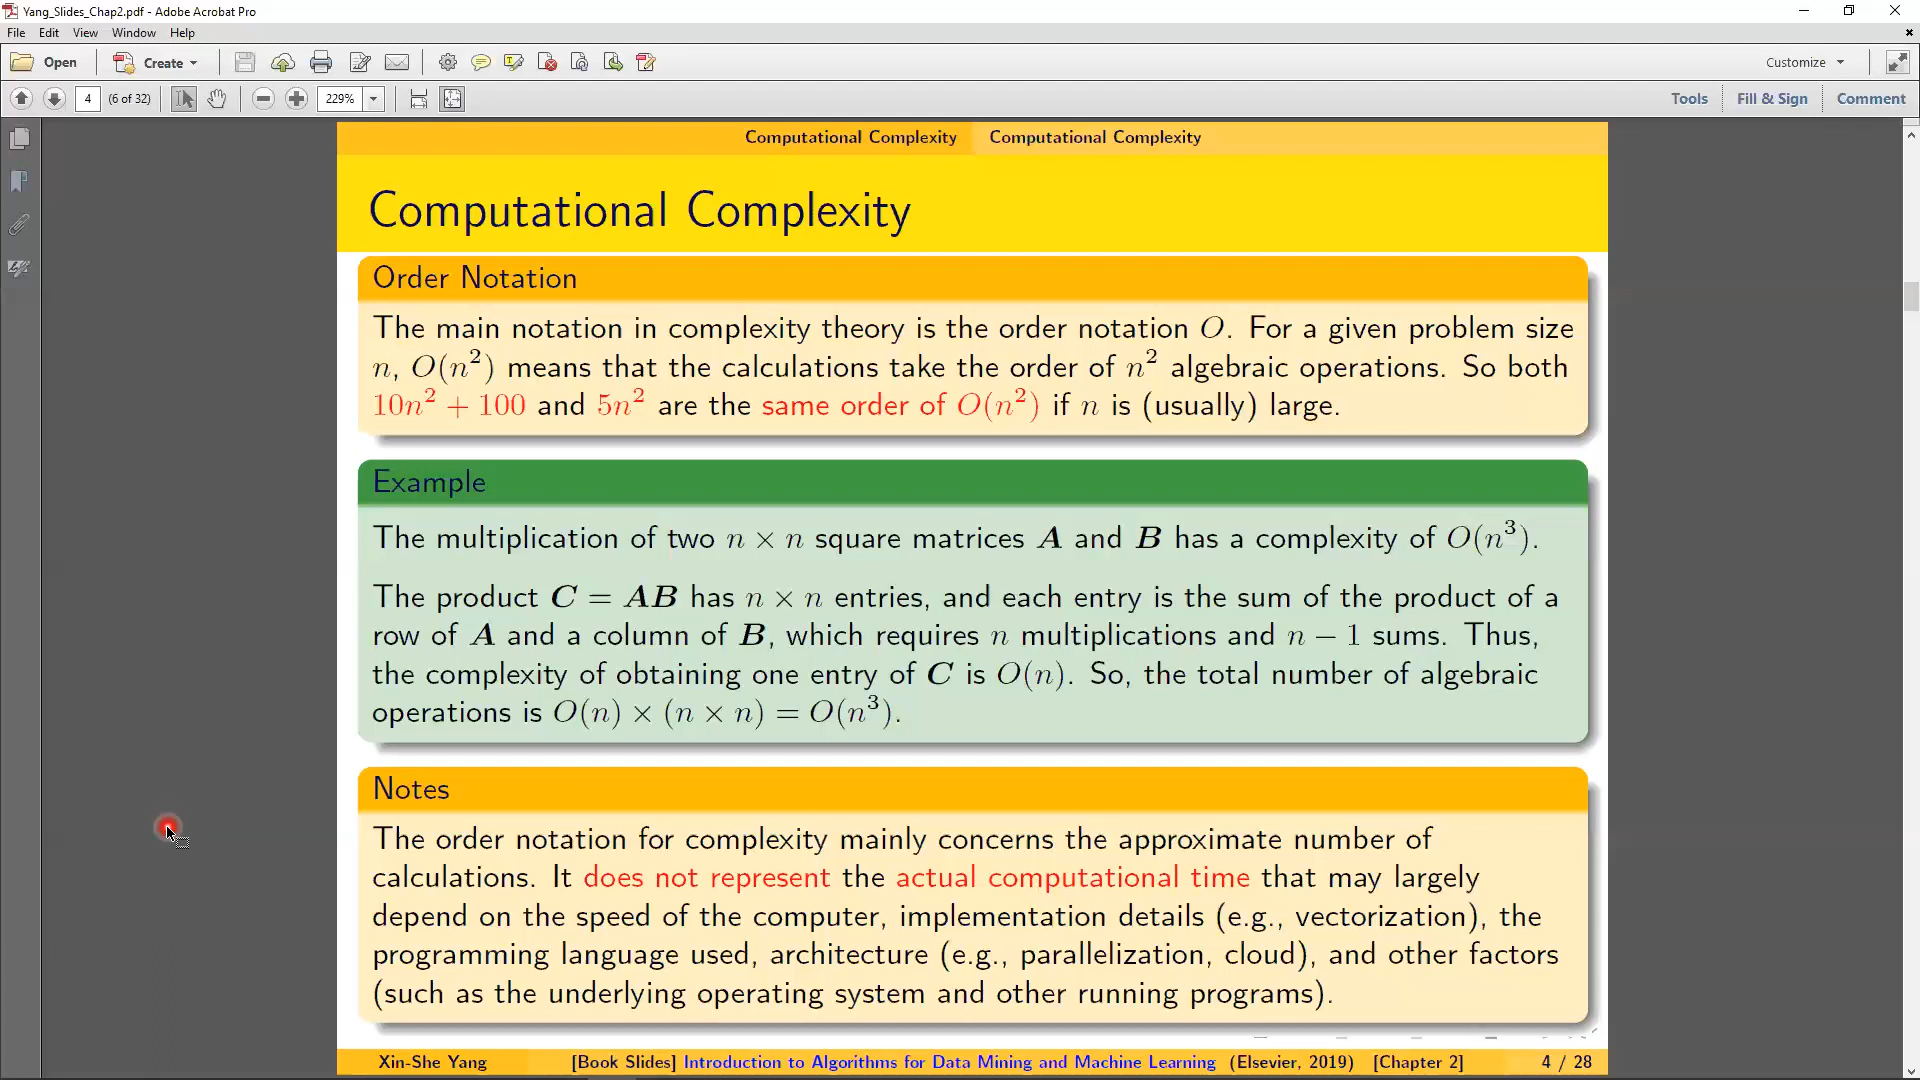 Yang_Slides_Chap2.pdf - Adobe Acrobat Pro
File Edit View Window Help
Open Create Customize
4 (6 of 32) 229% Tools Fill & Sign Comment
Computational Complexity Computational Complexity
Computational Complexity
Order Notation
The main notation in complexity theory is the order notation O. For a given problem size
n, O(n²) means that the calculations take the order of n² algebraic operations. So both
10n² + 100 and 5n² are the same order of O(n²) if n is (usually) large.
Example
The multiplication of two n × n square matrices A and B has a complexity of O(n³).
The product C = AB has n × n entries, and each entry is the sum of the product of a
row of A and a column of B, which requires n multiplications and n − 1 sums. Thus,
the complexity of obtaining one entry of C is O(n). So, the total number of algebraic
operations is O(n) × (n × n) = O(n³).
Notes
The order notation for complexity mainly concerns the approximate number of
calculations. It does not represent the actual computational time that may largely
depend on the speed of the computer, implementation details (e.g., vectorization), the
programming language used, architecture (e.g., parallelization, cloud), and other factors
(such as the underlying operating system and other running programs).
Xin-She Yang [Book Slides] Introduction to Algorithms for Data Mining and Machine Learning (Elsevier, 2019) [Chapter 2] 4 / 28